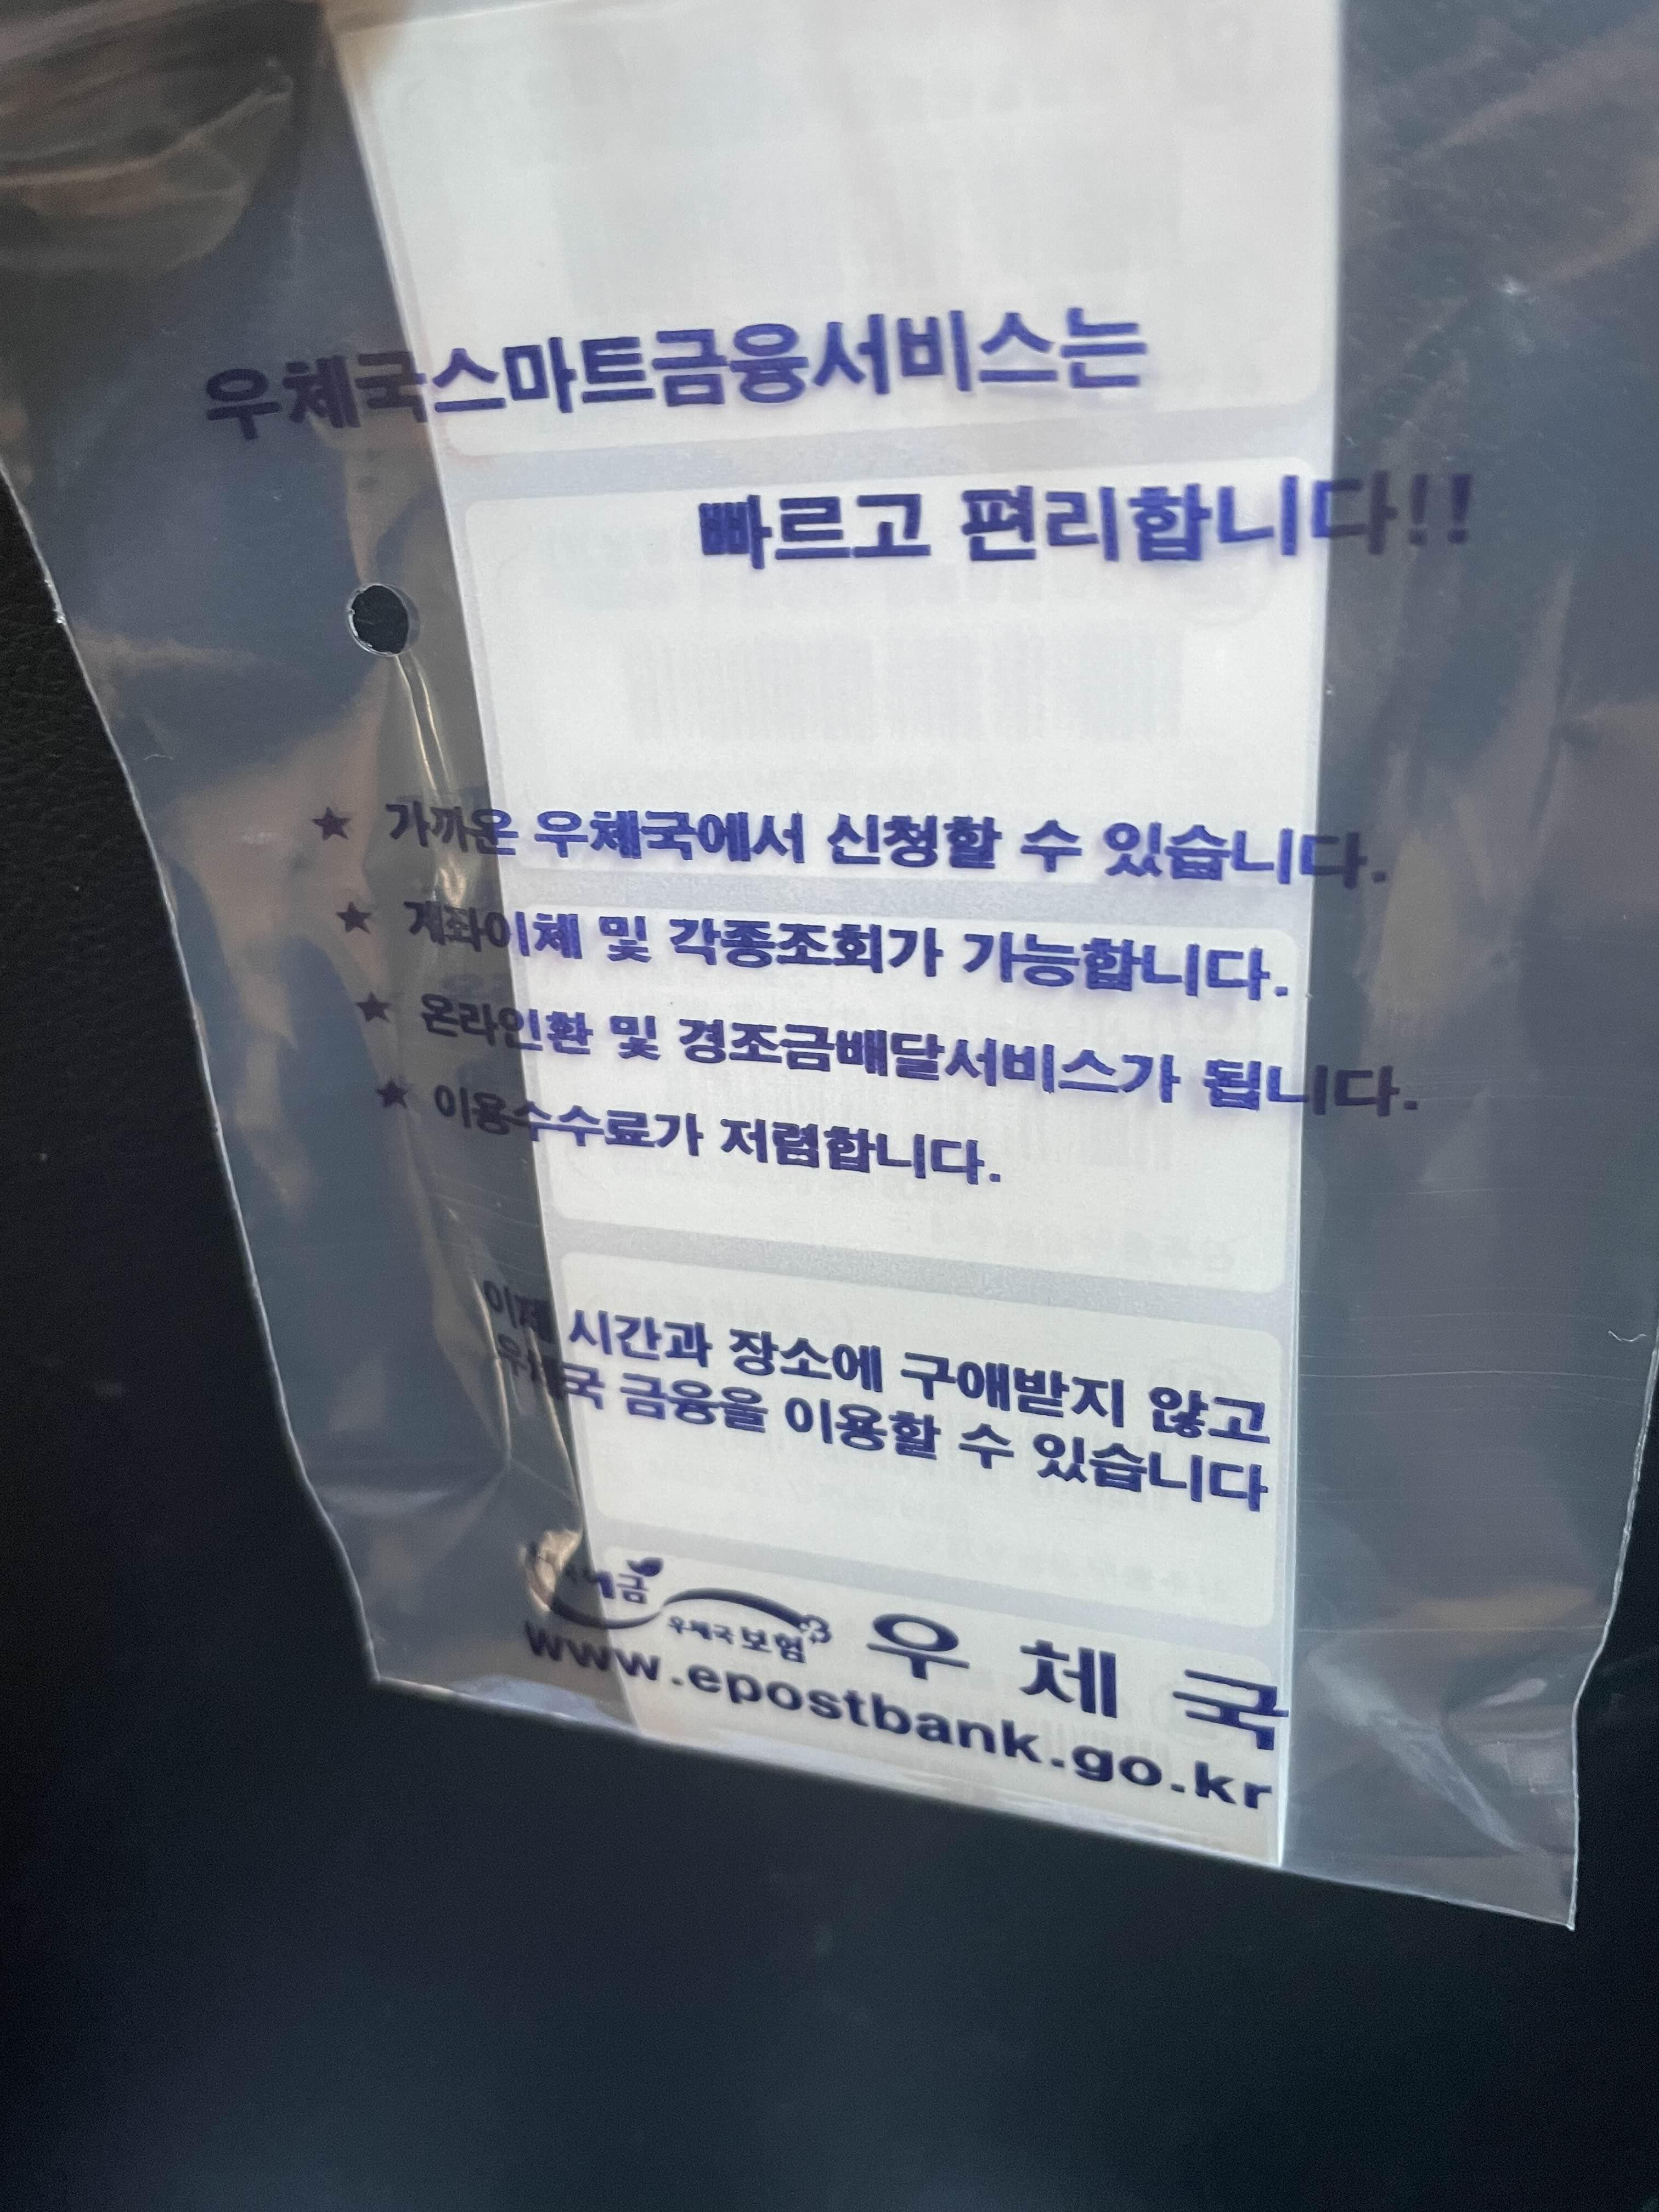 우체국스마트금융서비스는
빠르고 편리합니다!!
★ 가까운 우체국에서 신청할 수 있습니다.
★ 계좌이체 및 각종조회가 가능합니다.
★ 온라인환 및 경조금배달서비스가 됩니다.
★ 이용수수료가 저렴합니다.
이제 시간과 장소에 구애받지 않고
우체국 금융을 이용할 수 있습니다
우체국보험
우 체 국
www.epostbank.go.kr